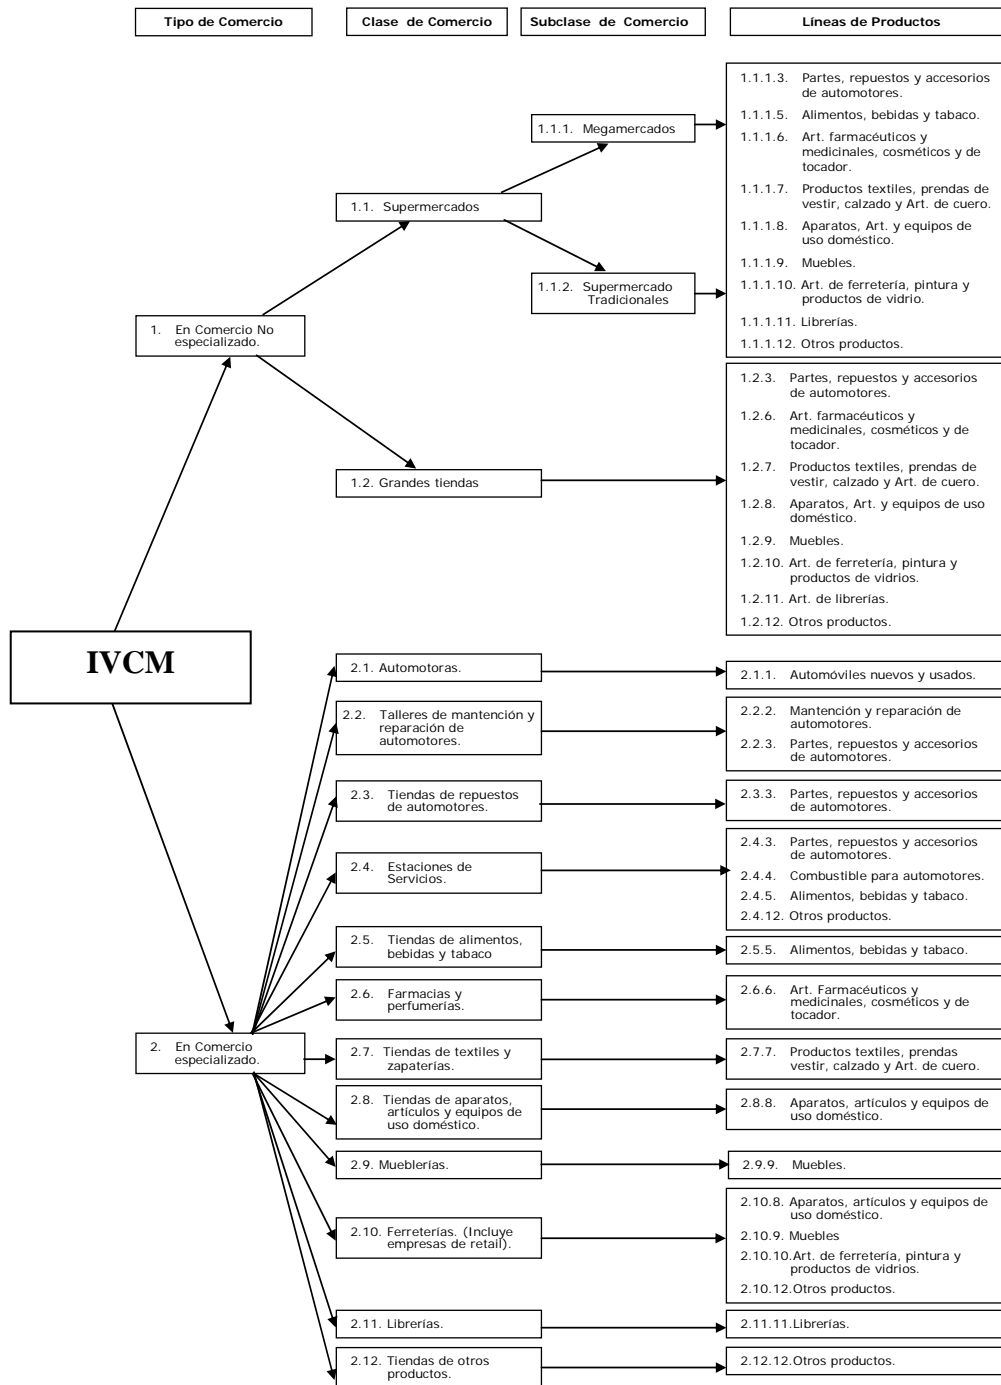 Tipo de Comercio
Clase de Comercio
Subclase de Comercio
Líneas de Productos
1.1.1.3. Partes, repuestos y accesorios
de automotores.
1.1.1.5. Alimentos, bebidas y tabaco.
1.1.1.6. Art. farmacéuticos y
medicinales, cosméticos y de
tocador.
1.1.1.7. Productos textiles, prendas de
vestir, calzado y Art. de cuero.
1.1.1.8. Aparatos, Art. y equipos de
uso doméstico.
1.1.1.9. Muebles.
1.1.1.10. Art. de ferretería, pintura y
productos de vidrio.
1.1.1.11. Librerías.
1.1.1.12. Otros productos.
1.1.1. Megamercados
1.1. Supermercados
1.1.2. Supermercado
Tradicionales
1. En Comercio No
especializado.
1.2. Grandes tiendas
1.2.3. Partes, repuestos y accesorios
de automotores.
1.2.6. Art. farmacéuticos y
medicinales, cosméticos y de
tocador.
1.2.7. Productos textiles, prendas de
vestir, calzado y Art. de cuero.
1.2.8. Aparatos, Art. y equipos de uso
doméstico.
1.2.9. Muebles.
1.2.10. Art. de ferretería, pintura y
productos de vidrios.
1.2.11. Art. de librerías.
1.2.12. Otros productos.
IVCM
2.1. Automotoras.
2.1.1. Automóviles nuevos y usados.
2.2. Talleres de mantención y
reparación de
automotores.
2.2.2. Mantención y reparación de
automotores.
2.2.3. Partes, repuestos y accesorios
de automotores.
2.3. Tiendas de repuestos
de automotores.
2.3.3. Partes, repuestos y accesorios
de automotores.
2.4. Estaciones de
Servicios.
2.4.3. Partes, repuestos y accesorios
de automotores.
2.4.4. Combustible para automotores.
2.4.5. Alimentos, bebidas y tabaco.
2.4.12. Otros productos.
2.5. Tiendas de alimentos,
bebidas y tabaco
2.5.5. Alimentos, bebidas y tabaco.
2.6. Farmacias y
perfumerías.
2.6.6. Art. Farmacéuticos y
medicinales, cosméticos y de
tocador.
2. En Comercio
especializado.
2.7. Tiendas de textiles y
zapaterías.
2.7.7. Productos textiles, prendas
vestir, calzado y Art. de cuero.
2.8. Tiendas de aparatos,
artículos y equipos de
uso doméstico.
2.8.8. Aparatos, artículos y equipos de
uso doméstico.
2.9. Mueblerías.
2.9.9. Muebles.
2.10. Ferreterías. (Incluye
empresas de retail).
2.10.8. Aparatos, artículos y equipos de
uso doméstico.
2.10.9. Muebles
2.10.10.Art. de ferretería, pintura y
productos de vidrios.
2.10.12.Otros productos.
2.11. Librerías.
2.11.11.Librerías.
2.12. Tiendas de otros
productos.
2.12.12.Otros productos.